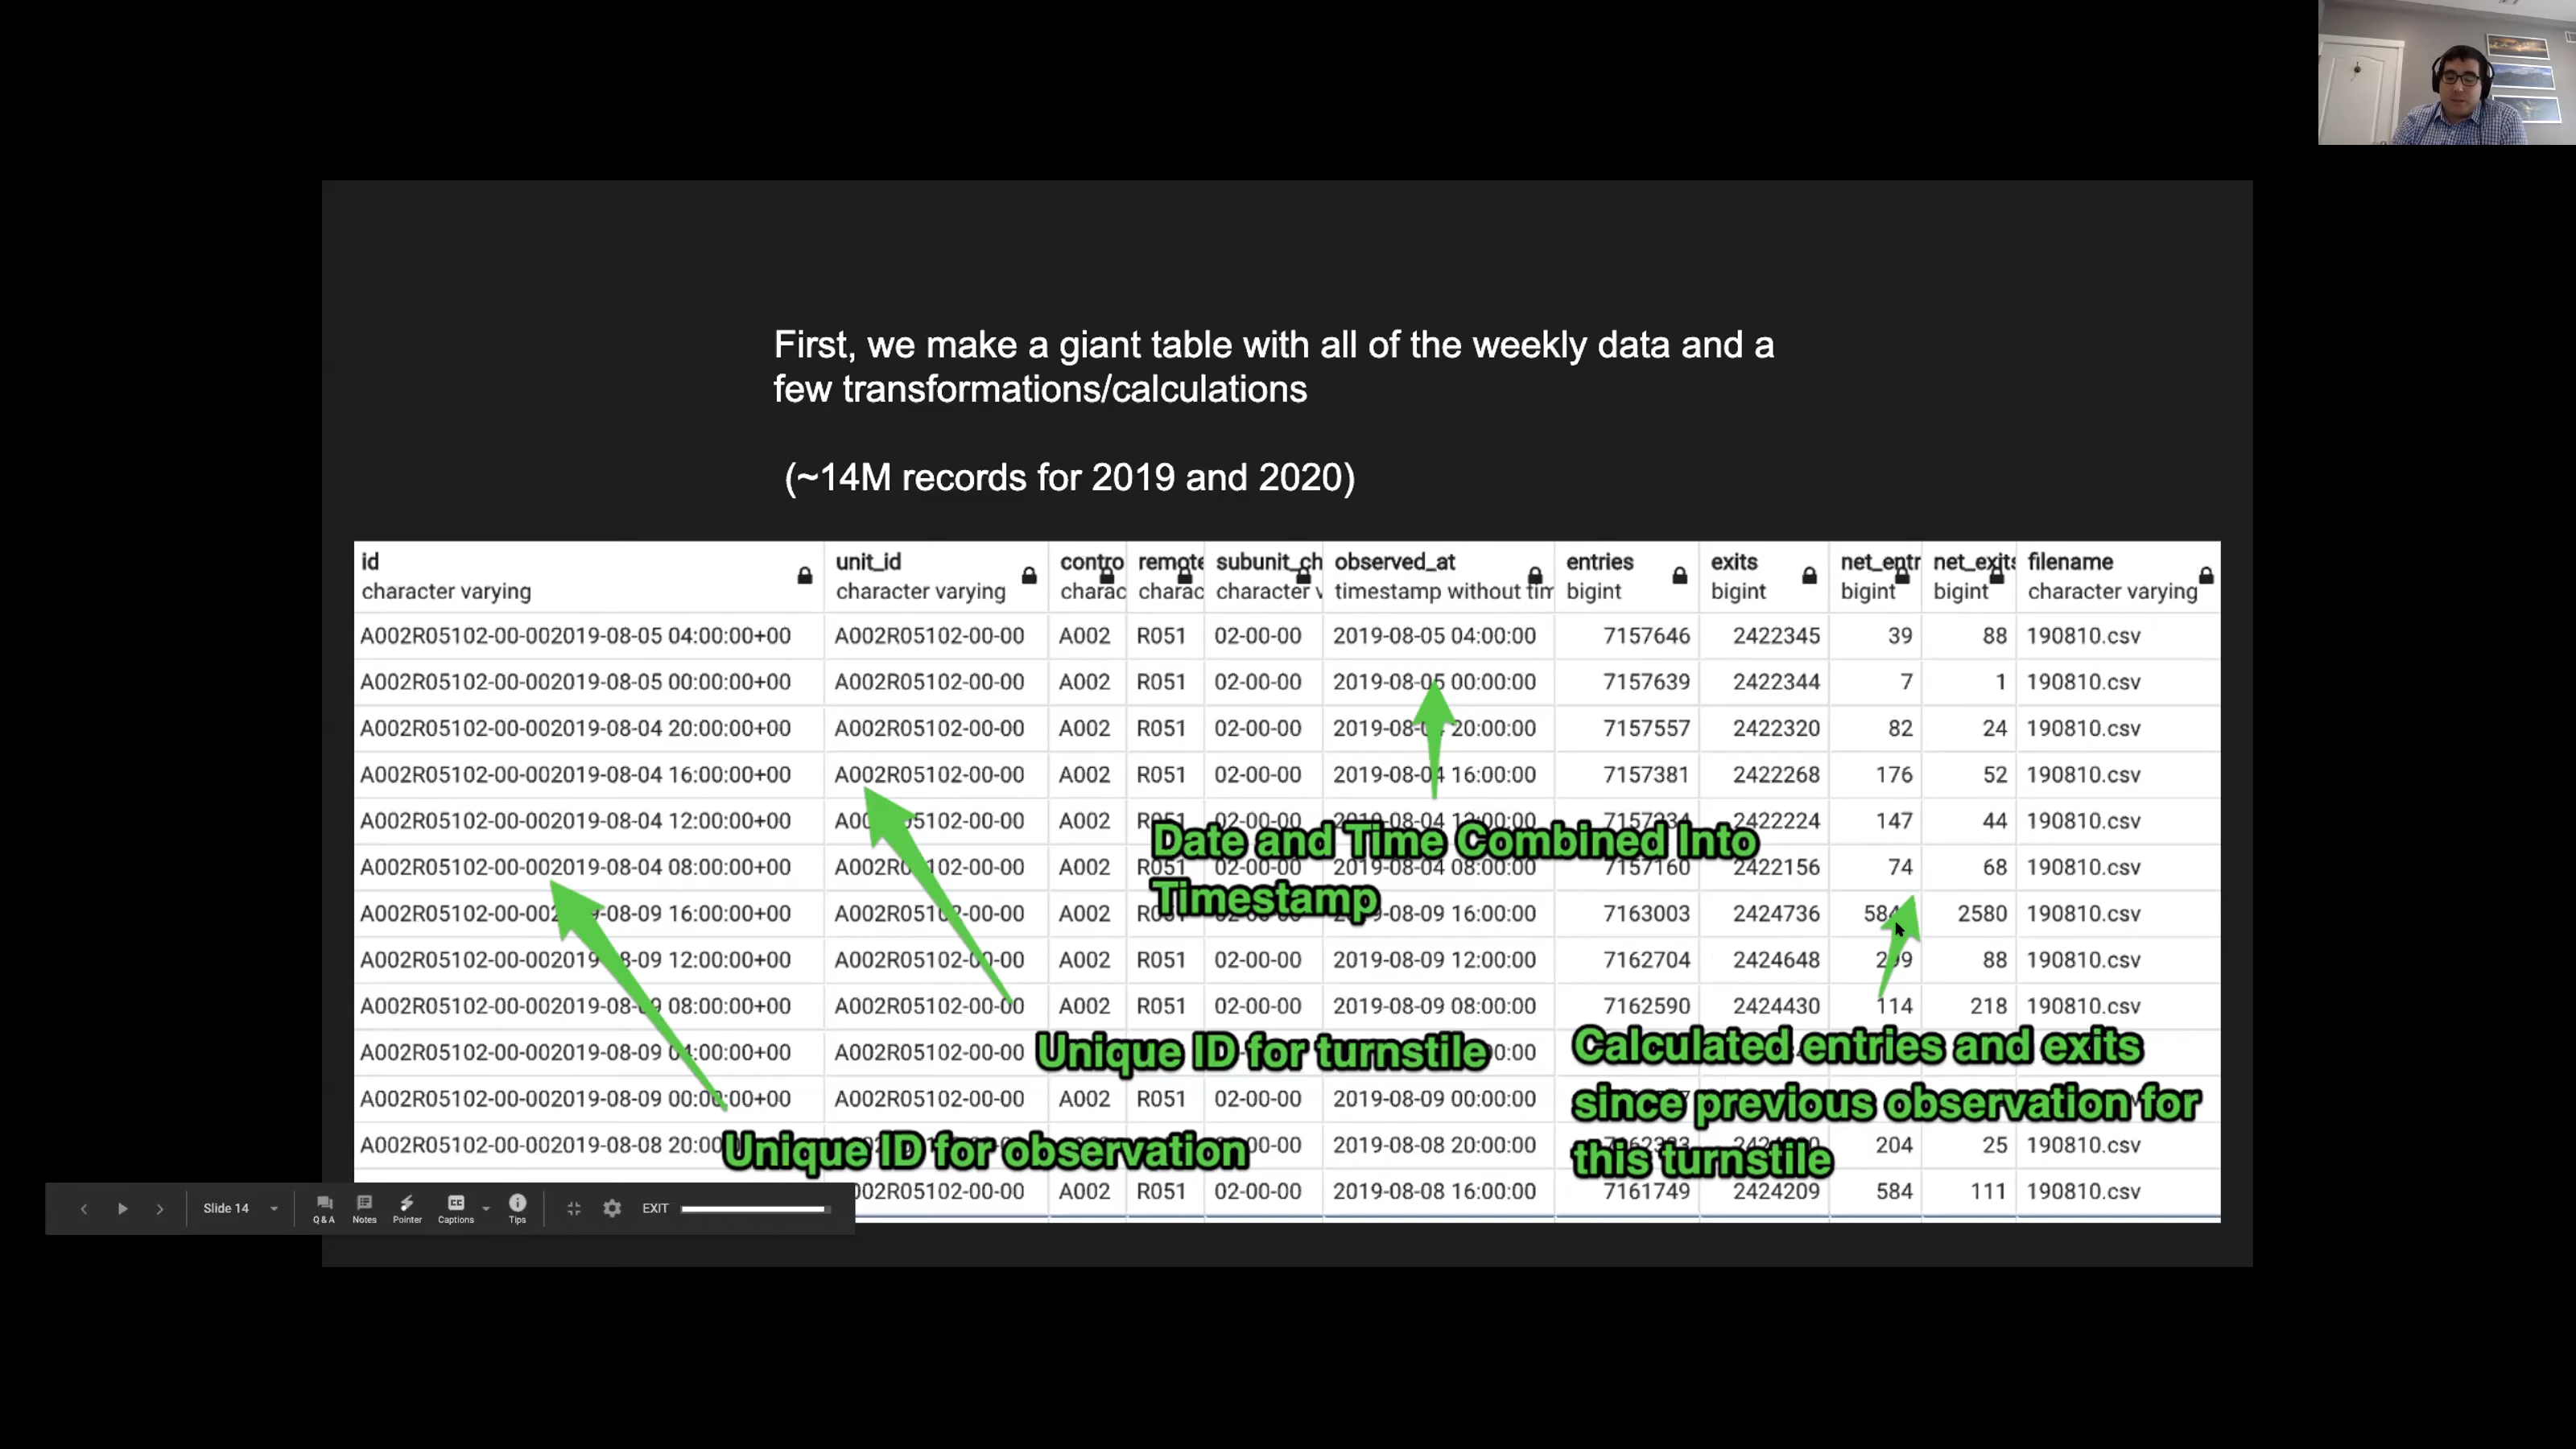 First, we make a giant table with all of the weekly data and a
few transformations/calculations
(~14M records for 2019 and 2020)
id unit_id contro remote subunit_ch observed_at entries exits net_entr net_exits filename
character varying character varying charac charac character v timestamp without tim bigint bigint bigint bigint character varying
A002R05102-00-002019-08-05 04:00:00+00 A002R05102-00-00 A002 R051 02-00-00 2019-08-05 04:00:00 7157646 2422345 39 88 190810.csv
A002R05102-00-002019-08-05 00:00:00+00 A002R05102-00-00 A002 R051 02-00-00 2019-08-05 00:00:00 7157639 2422344 7 1 190810.csv
A002R05102-00-002019-08-04 20:00:00+00 A002R05102-00-00 A002 R051 02-00-00 20:00:00 7157557 2422320 82 24 190810.csv
A002R05102-00-002019-08-04 16:00:00+00 A002R05102-00-00 A002 R051 02-00-00 2019-08-04 16:00:00 7157381 2422268 176 52 190810.csv
A002R05102-00-002019-08-04 12:00:00+00 A002 2422224 147 44 190810.csv
Date and Time Combined Into
A002R05102-00-002019-08-04 08:00:00+00 A002 02-00-00 2019-08-04 08:00:00 7157160 2422156 74 68 190810.csv
Timestamp
16:00:00+00 A002 16:00:00 7163003 2424736 2580 190810.csv
12:00:00+00 A002R05102-00-00 A002 R051 02-00-00 2019-08-09 12:00:00 7162704 2424648 88 190810.csv
08:00:00+00 A002R05102-00-00 A002 R051 02-00-00 2019-08-09 08:00:00 7162590 2424430 114 218 190810.csv
A002R05102-00-002019-08-09 A002R05102-00-00
Unique ID for turnstile
Calculated entries and exits
since previous observation for
this turnstile
A002R05102-00-002019-08-09 00:00:00+00 A002R05102-00-00 A002 R051 02-00-00 2019-08-09 00:00:00
A002R05102-00-002019-08-08 2019-08-08 20:00:00 204 25 190810.csv
Unique ID for observation
A002 R051 02-00-00 2019-08-08 16:00:00 7161749 2424209 584 111 190810.csv
Slide 14 Q&A Notes Pointer CC Captions Tips EXIT